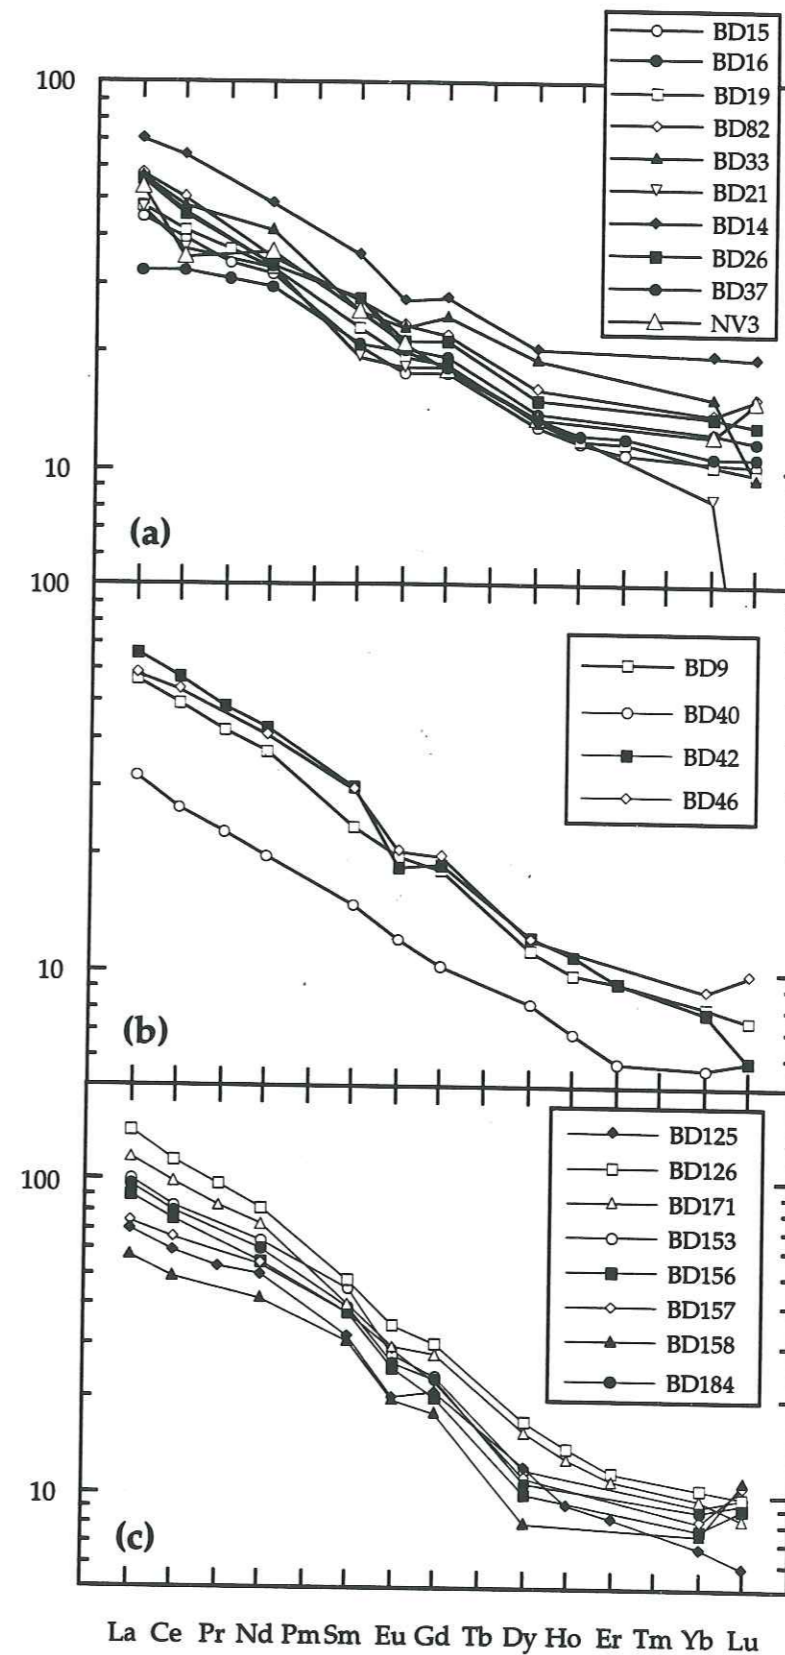 BD15
BD16
BD19
BD82
BD33
BD21
BD14
BD26
BD37
NV3
100
10
(a)
100
BD9
BD40
BD42
BD46
10
(b)
BD125
BD126
BD171
BD153
BD156
BD157
BD158
BD184
100
10
(c)
La Ce Pr Nd Pm Sm Eu Gd Tb Dy Ho Er Tm Yb Lu